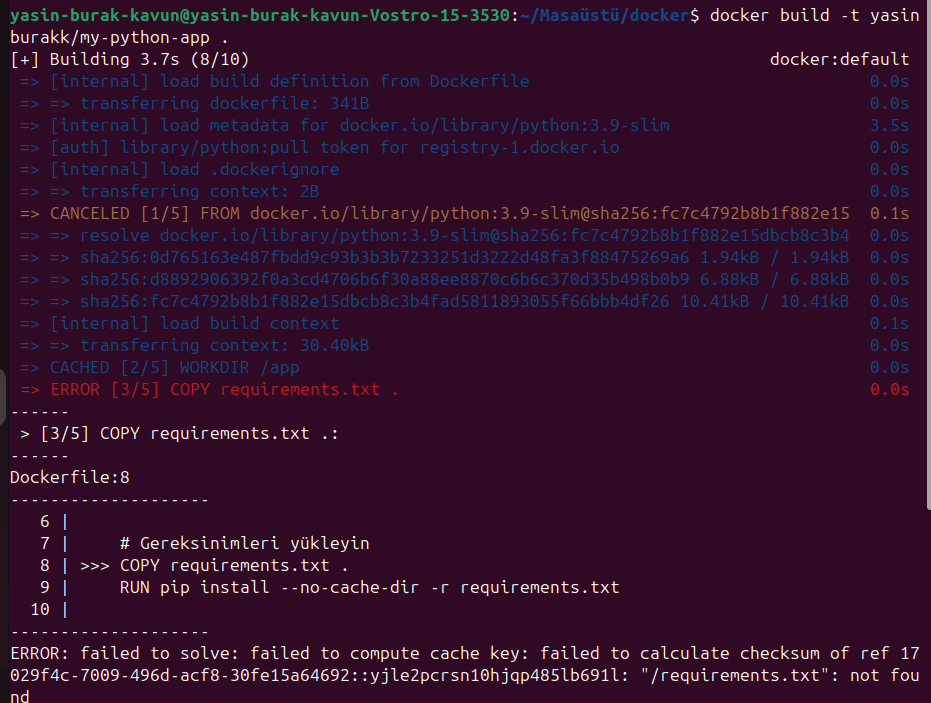 yasin-burak-kavun@yasin-burak-kavun-Vostro-15-3530:~/Masaüstü/docker$ docker build -t yasin
burakk/my-python-app .
[+] Building 3.7s (8/10) docker:default
=> [internal] load build definition from Dockerfile 0.0s
=> => transferring dockerfile: 341B 0.0s
=> [internal] load metadata for docker.io/library/python:3.9-slim 3.5s
=> [auth] library/python:pull token for registry-1.docker.io 0.0s
=> [internal] load .dockerignore 0.0s
=> => transferring context: 2B 0.0s
=> CANCELED [1/5] FROM docker.io/library/python:3.9-slim@sha256:fc7c4792b8b1f882e15 0.1s
=> => resolve docker.io/library/python:3.9-slim@sha256:fc7c4792b8b1f882e15dbcb8c3b4 0.0s
=> => sha256:0d765163e487fbdd9c93b3b3b7233251d3222d48fa3f88475269a6 1.94kB / 1.94kB 0.0s
=> => sha256:d8892906392f0a3cd4706b6f30a88ee8870c6b6c370d35b498b0b9 6.88kB / 6.88kB 0.0s
=> => sha256:fc7c4792b8b1f882e15dbcb8c3b4fad5811893055f66bbb4df26 10.41kB / 10.41kB 0.0s
=> [internal] load build context 0.1s
=> => transferring context: 30.40kB 0.0s
=> CACHED [2/5] WORKDIR /app 0.0s
=> ERROR [3/5] COPY requirements.txt . 0.0s
------
> [3/5] COPY requirements.txt .:
------
Dockerfile:8
--------------------
6 |
7 | # Gereksinimleri yükleyin
8 | >>> COPY requirements.txt .
9 | RUN pip install --no-cache-dir -r requirements.txt
10 |
--------------------
ERROR: failed to solve: failed to compute cache key: failed to calculate checksum of ref 17
029f4c-7009-496d-acf8-30fe15a64692::yjle2pcrsn10hjqp485lb691l: "/requirements.txt": not fou
nd